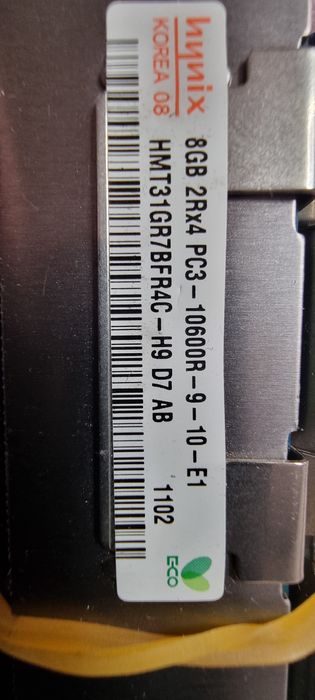 hynix
KOREA 08
8GB 2Rx4 PC3-10600R-9-10-E1
HMT31GR7BFR4C-H9 D7 AB 1102
ECO